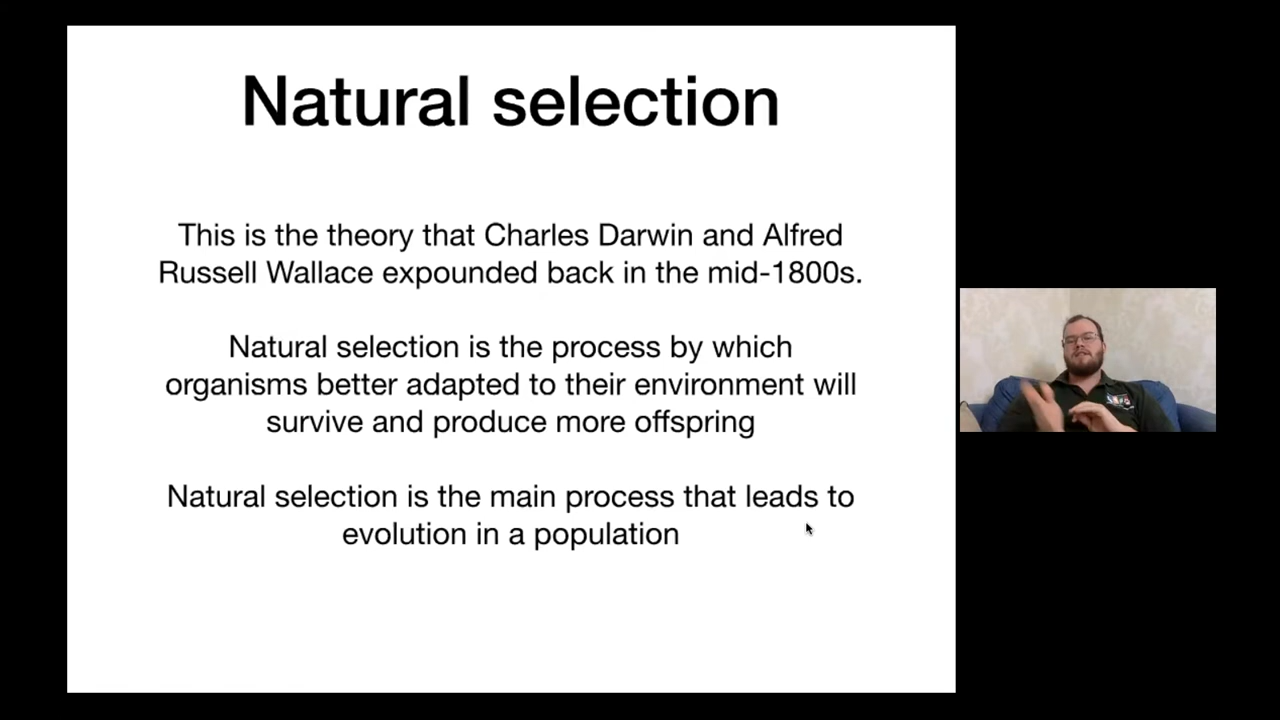 Natural selection
This is the theory that Charles Darwin and Alfred
Russell Wallace expounded back in the mid-1800s.
Natural selection is the process by which
organisms better adapted to their environment will
survive and produce more offspring
Natural selection is the main process that leads to
evolution in a population